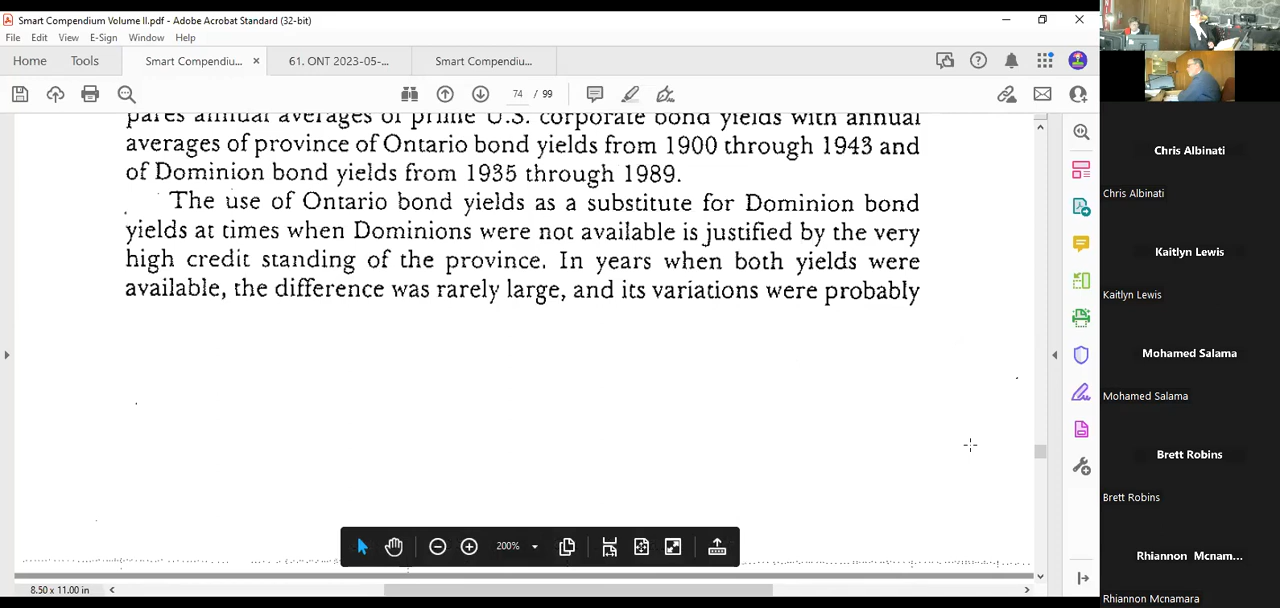 Smart Compendium Volume II.pdf - Adobe Acrobat Standard (32-bit)
File Edit View E-Sign Window Help
Home Tools Smart Compendiu... × 61. ONT 2023-05-... Smart Compendiu...
74 / 99
pares annual averages of prime U.S. corporate bond yields with annual
averages of province of Ontario bond yields from 1900 through 1943 and
of Dominion bond yields from 1935 through 1989.
The use of Ontario bond yields as a substitute for Dominion bond
yields at times when Dominions were not available is justified by the very
high credit standing of the province. In years when both yields were
available, the difference was rarely large, and its variations were probably
200%
8.50 x 11.00 in
Chris Albinati
Chris Albinati
Kaitlyn Lewis
Kaitlyn Lewis
Mohamed Salama
Mohamed Salama
Brett Robins
Brett Robins
Rhiannon Mcnam...
Rhiannon Mcnamara